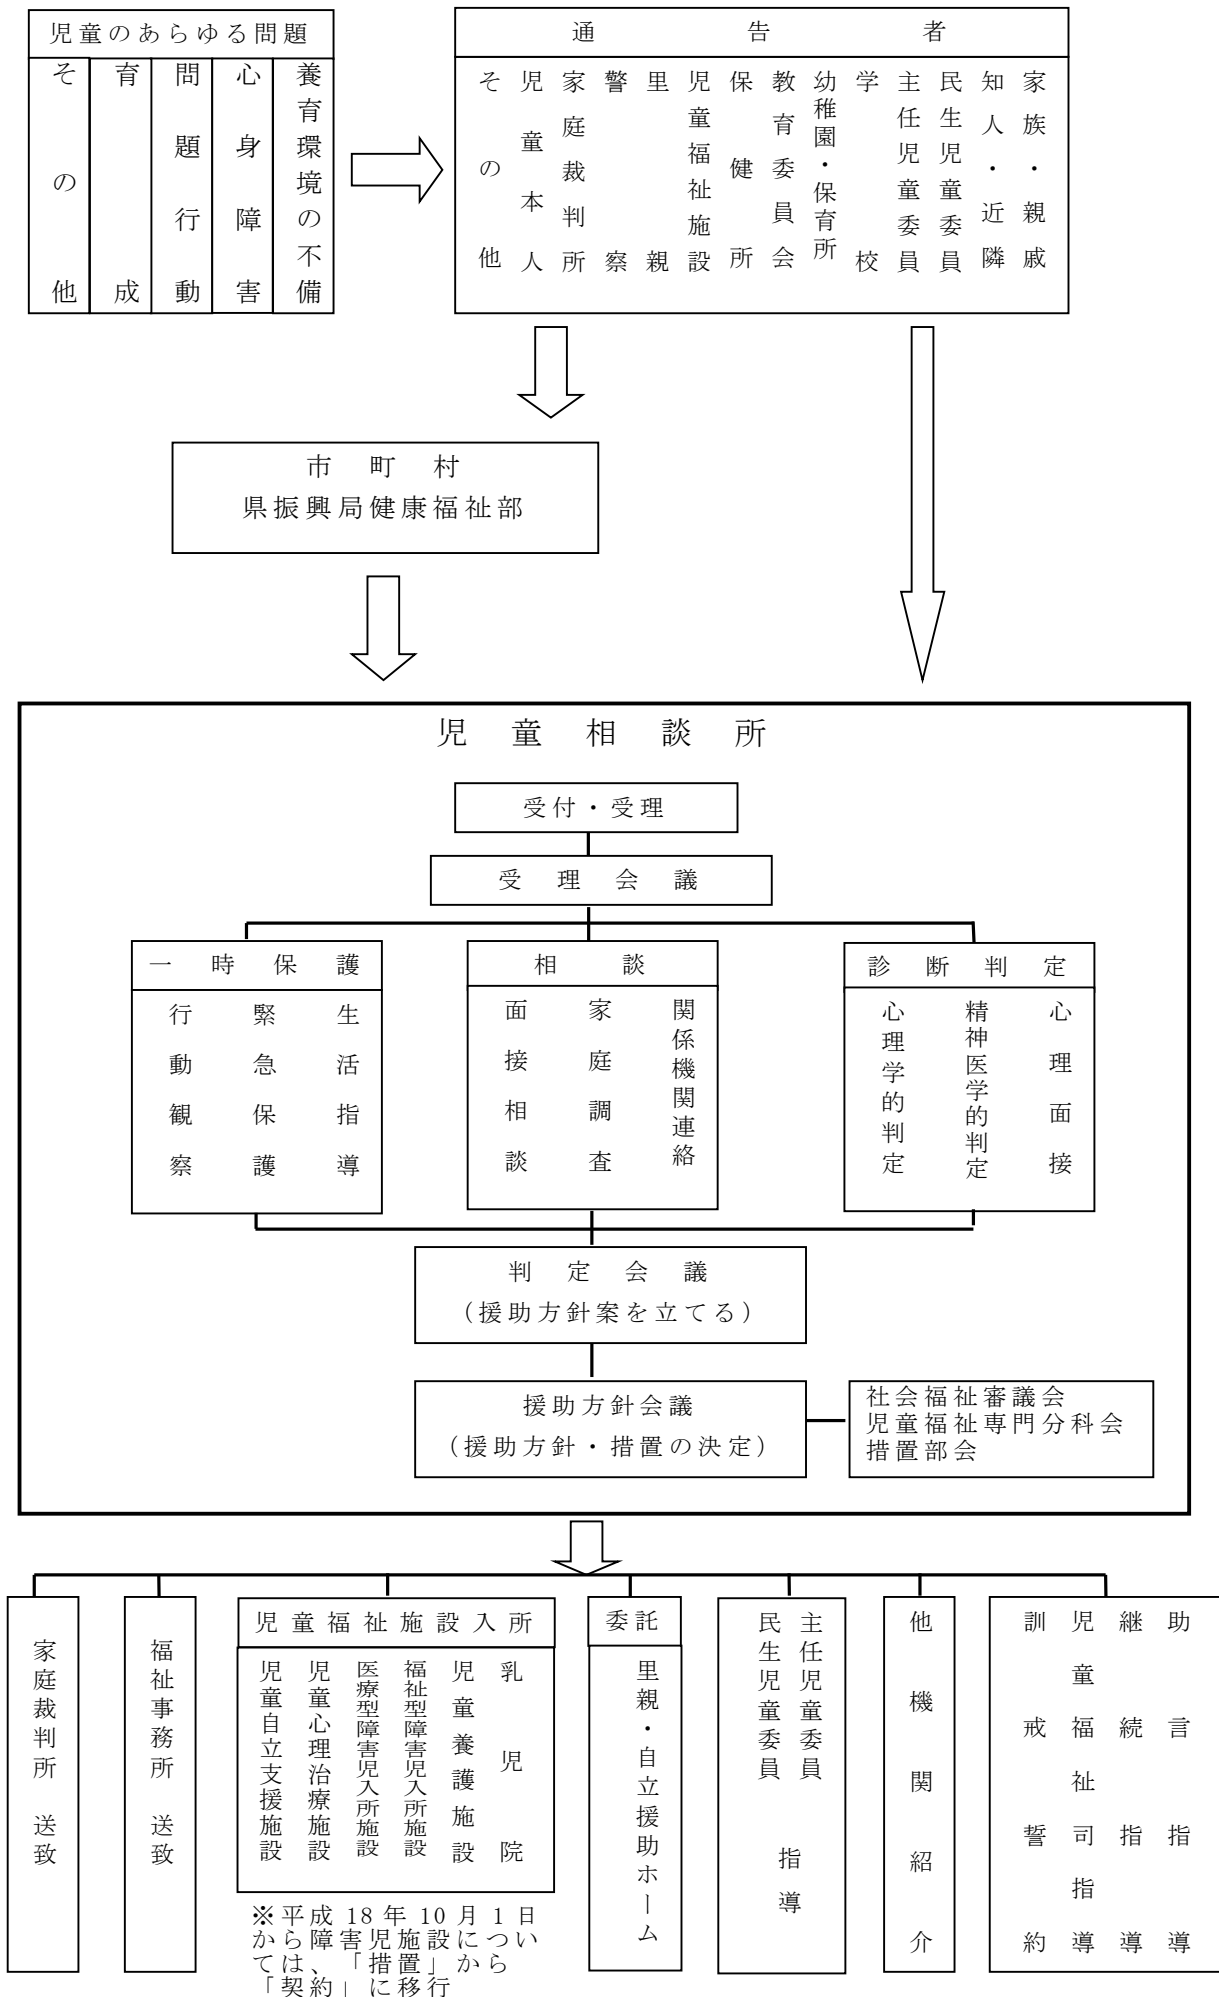 児童のあらゆる問題
養育環境の不備
心身障害
問題行動
育成
その他
通告者
家族・親戚
知人・近隣
民生児童委員
主任児童委員
学校
幼稚園・保育所
教育委員会
保健所
児童福祉施設
里親
警察
家庭裁判所
児童本人
その他
市町村
県振興局健康福祉部
児童相談所
受付・受理
受理会議
一時保護
生活指導
緊急保護
行動観察
相談
関係機関連絡
家庭調査
面接相談
診断判定
心理面接
精神医学的判定
心理学的判定
判定会議
（援助方針案を立てる）
援助方針会議
（援助方針・措置の決定）
社会福祉審議会
児童福祉専門分科会
措置部会
助言指導
継続指導
児童福祉司指導
訓戒誓約
他機関紹介
主任児童委員
民生児童委員
指導
委託
里親・自立援助ホーム
児童福祉施設入所
乳児院
児童養護施設
福祉型障害児入所施設
医療型障害児入所施設
児童心理治療施設
児童自立支援施設
※平成 18 年 10 月 1 日
から障害児施設につい
ては、「措置」から
「契約」に移行
福祉事務所 送致
家庭裁判所 送致